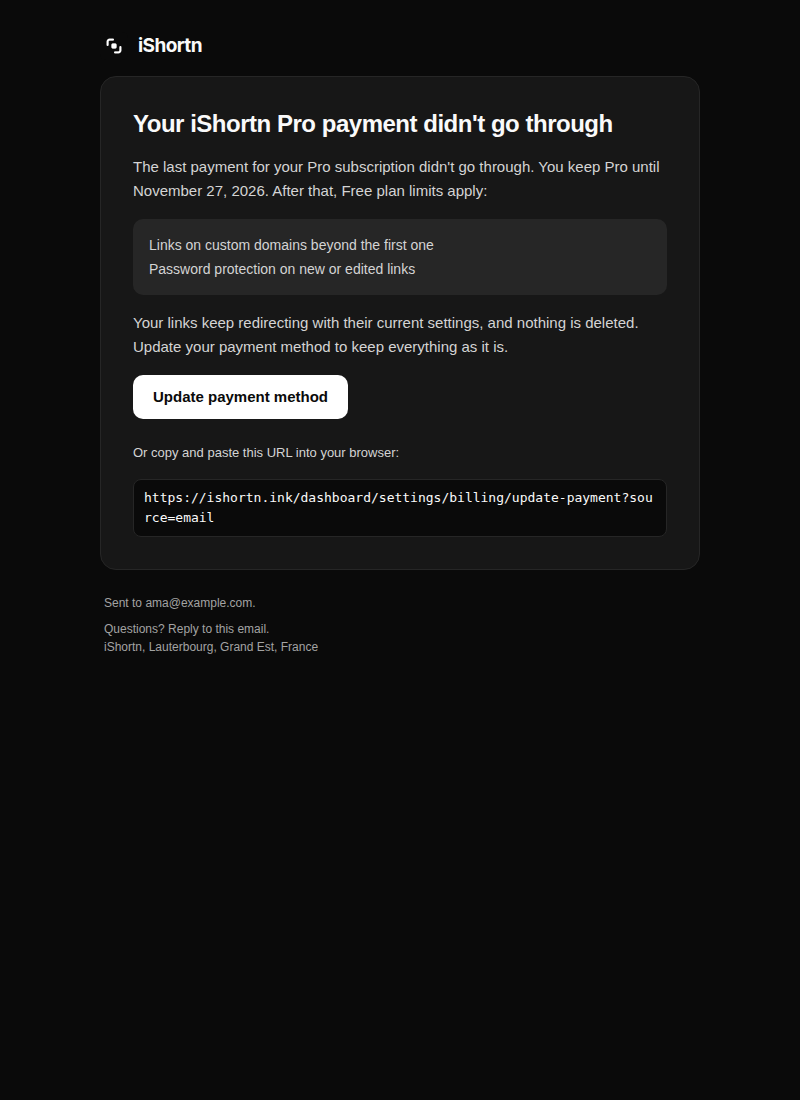 iShortn
Your iShortn Pro payment didn't go through
The last payment for your Pro subscription didn't go through. You keep Pro until
November 27, 2026. After that, Free plan limits apply:
Links on custom domains beyond the first one
Password protection on new or edited links
Your links keep redirecting with their current settings, and nothing is deleted.
Update your payment method to keep everything as it is.
Update payment method
Or copy and paste this URL into your browser:
https://ishortn.ink/dashboard/settings/billing/update-payment?sou
rce=email
Sent to ama@example.com.
Questions? Reply to this email.
iShortn, Lauterbourg, Grand Est, France